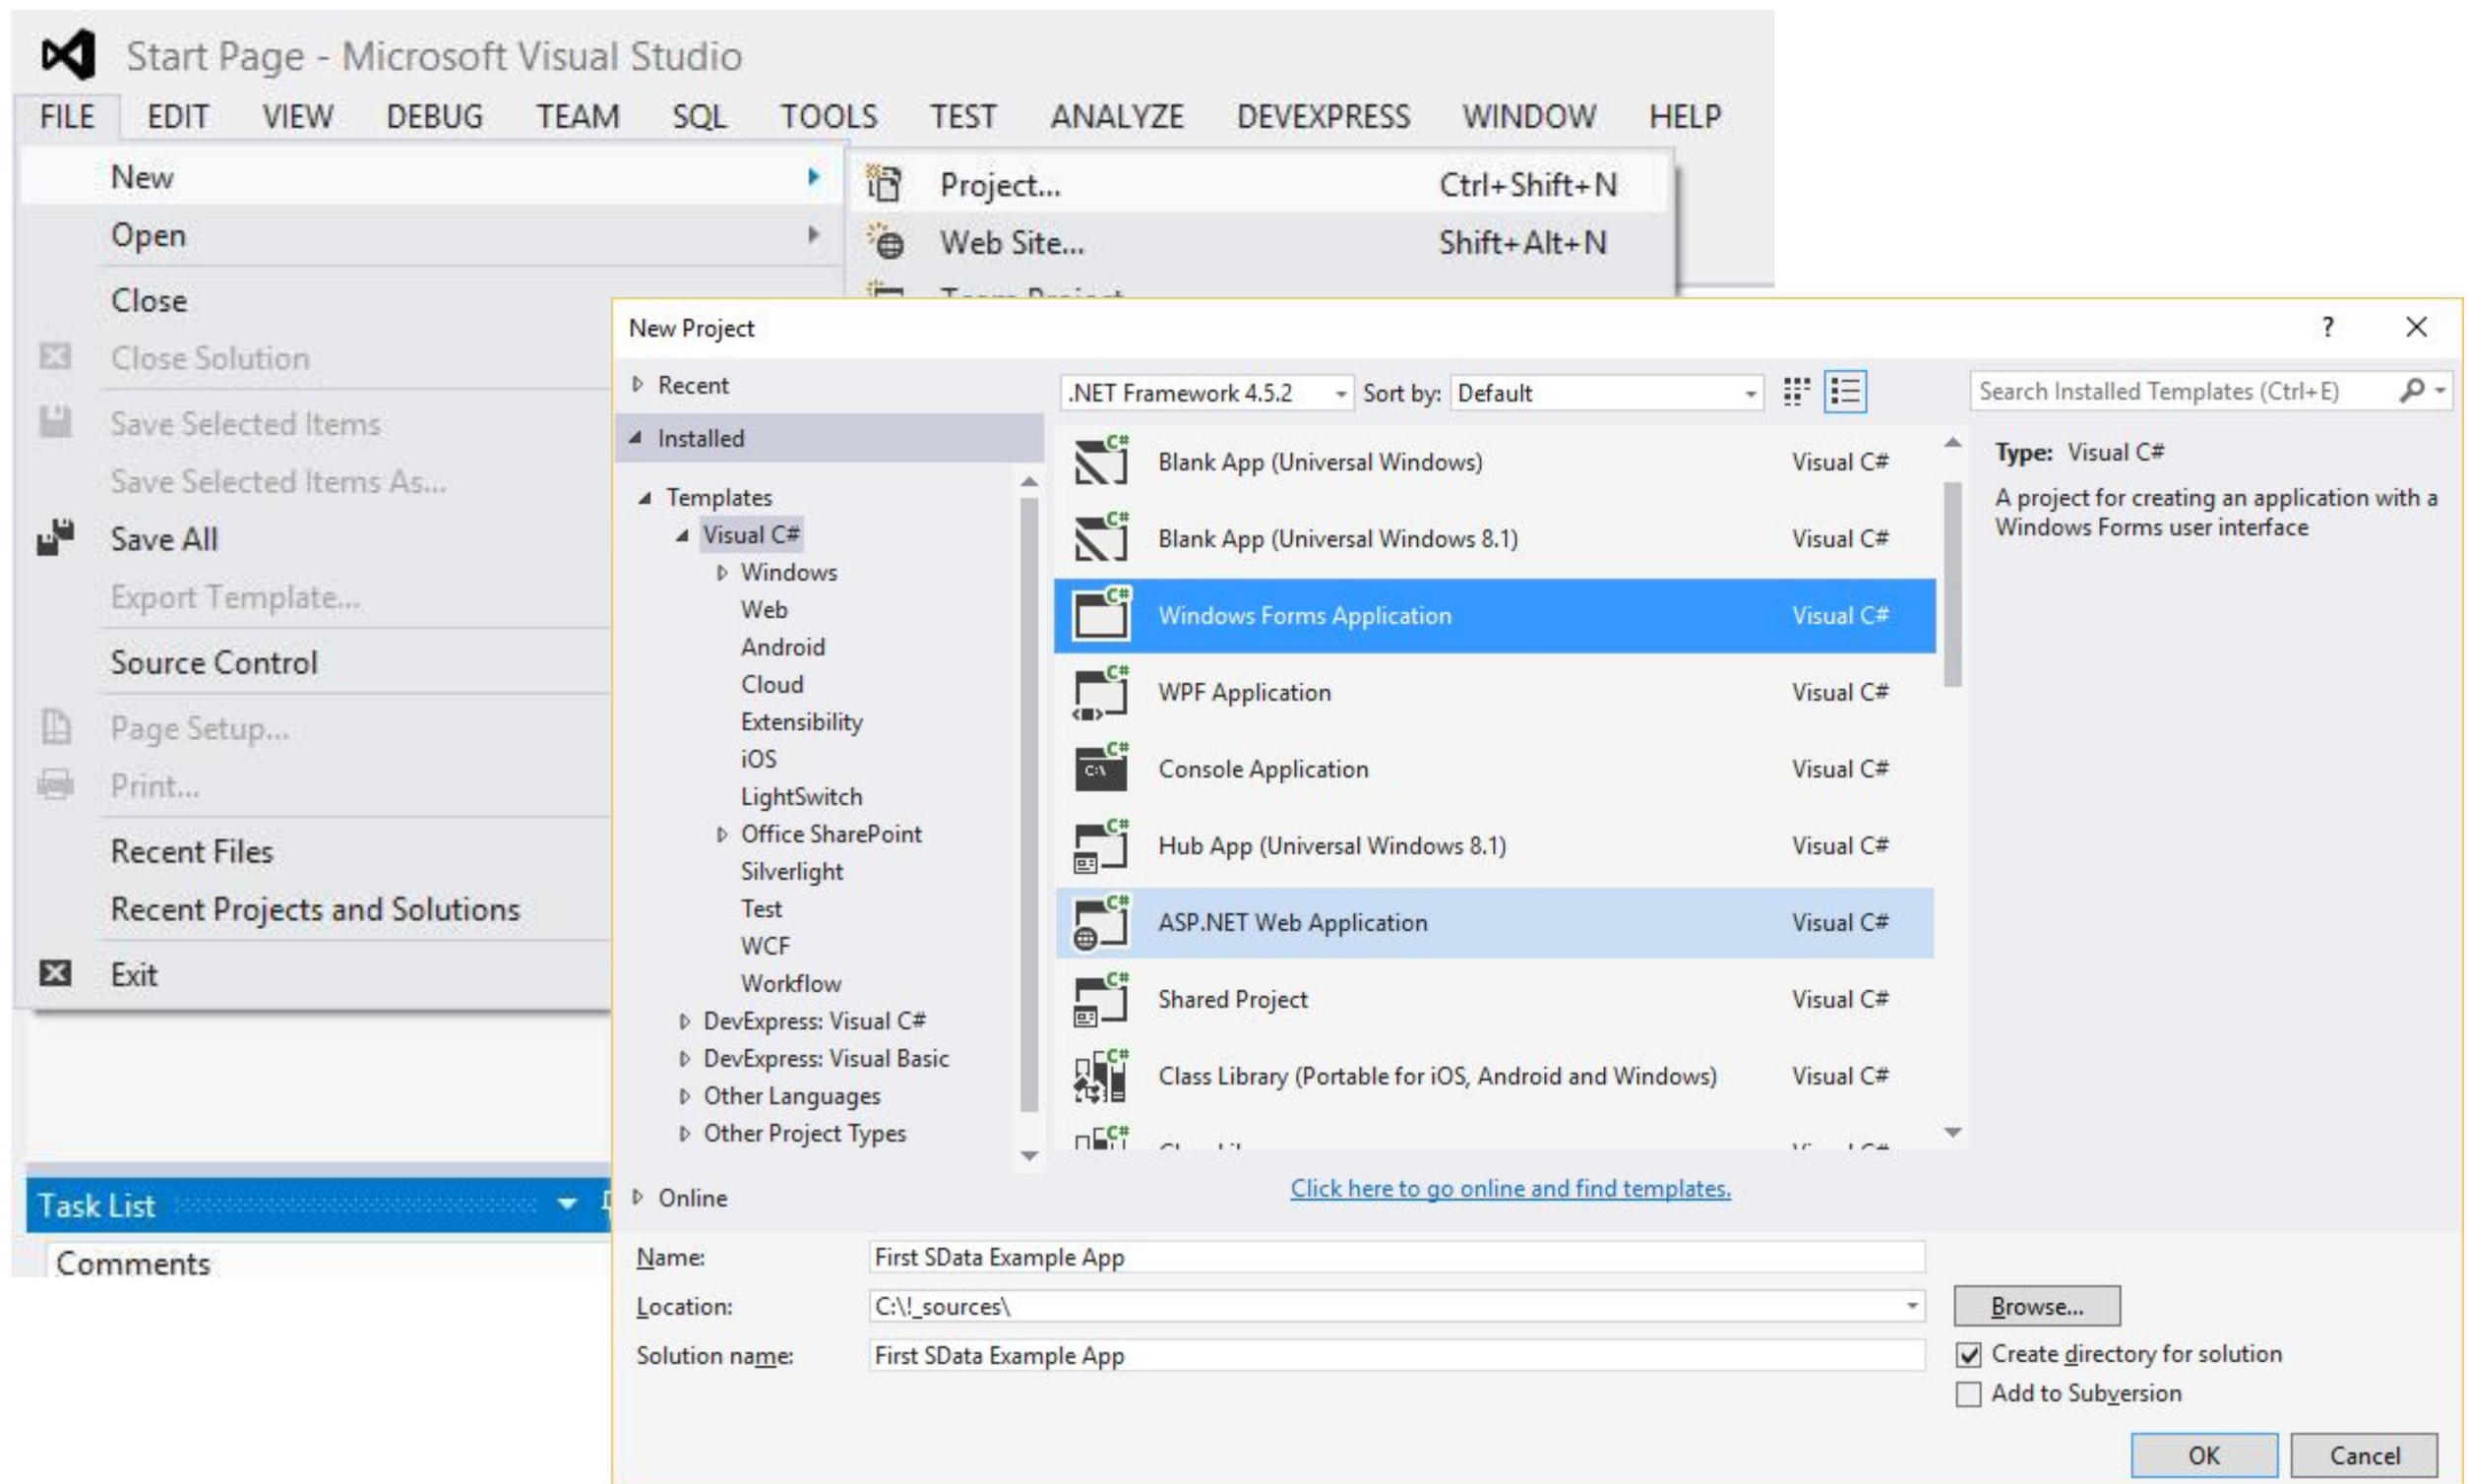 Start Page - Microsoft Visual Studio
FILE EDIT VIEW DEBUG TEAM SQL TOOLS TEST ANALYZE DEVEXPRESS WINDOW HELP
New
Open
Close
Close Solution
Save Selected Items
Save Selected Items As...
Save All
Export Template...
Source Control
Page Setup...
Print...
Recent Files
Recent Projects and Solutions
Exit
Project... Ctrl+Shift+N
Web Site... Shift+Alt+N
Task List
Comments
New Project ?
Recent
Installed
Templates
Visual C#
Windows
Web
Android
Cloud
Extensibility
iOS
LightSwitch
Office SharePoint
Silverlight
Test
WCF
Workflow
DevExpress: Visual C#
DevExpress: Visual Basic
Other Languages
Other Project Types
Online
.NET Framework 4.5.2 Sort by: Default
Blank App (Universal Windows) Visual C#
Blank App (Universal Windows 8.1) Visual C#
Windows Forms Application Visual C#
WPF Application Visual C#
Console Application Visual C#
Hub App (Universal Windows 8.1) Visual C#
ASP.NET Web Application Visual C#
Shared Project Visual C#
Class Library (Portable for iOS, Android and Windows) Visual C#
Click here to go online and find templates.
Search Installed Templates (Ctrl+E)
Type: Visual C#
A project for creating an application with a
Windows Forms user interface
Name: First SData Example App
Location: C:\!_sources\
Browse...
Solution name: First SData Example App
Create directory for solution
Add to Subversion
OK Cancel